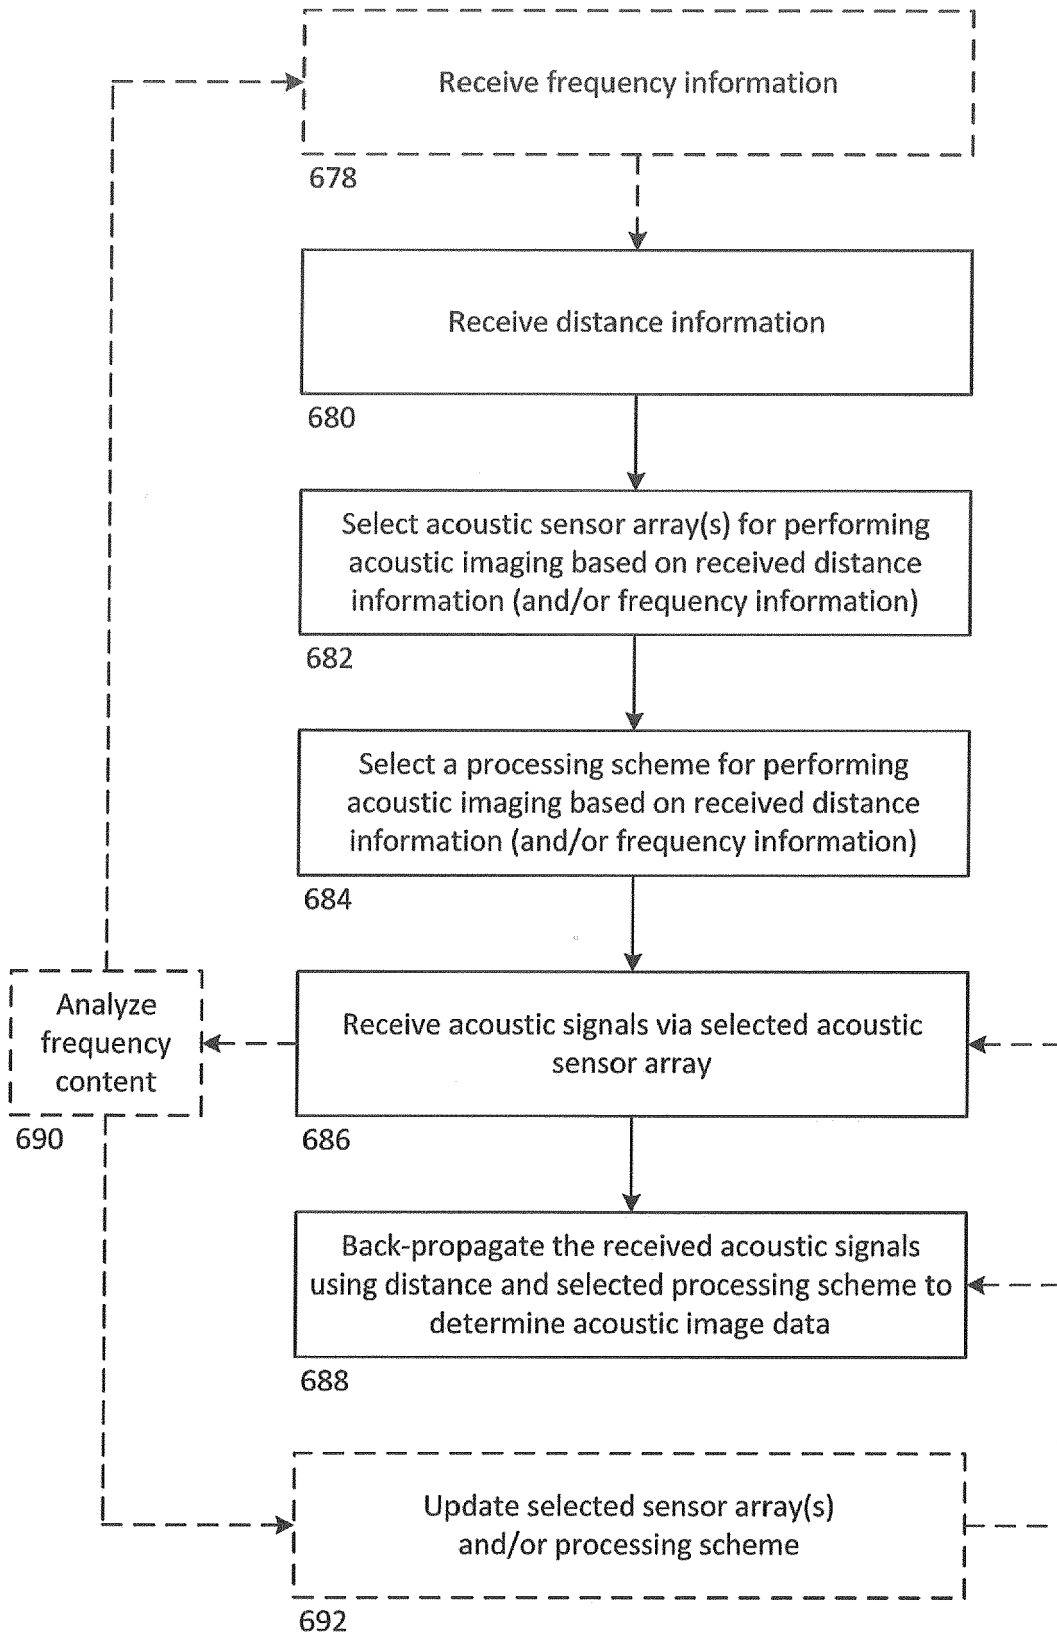 Receive frequency information
678
Receive distance information
680
Select acoustic sensor array(s) for performing
acoustic imaging based on received distance
information (and/or frequency information)
682
Select a processing scheme for performing
acoustic imaging based on received distance
information (and/or frequency information)
684
Analyze
frequency
content
690
Receive acoustic signals via selected acoustic
sensor array
686
Back-propagate the received acoustic signals
using distance and selected processing scheme to
determine acoustic image data
688
Update selected sensor array(s)
and/or processing scheme
692